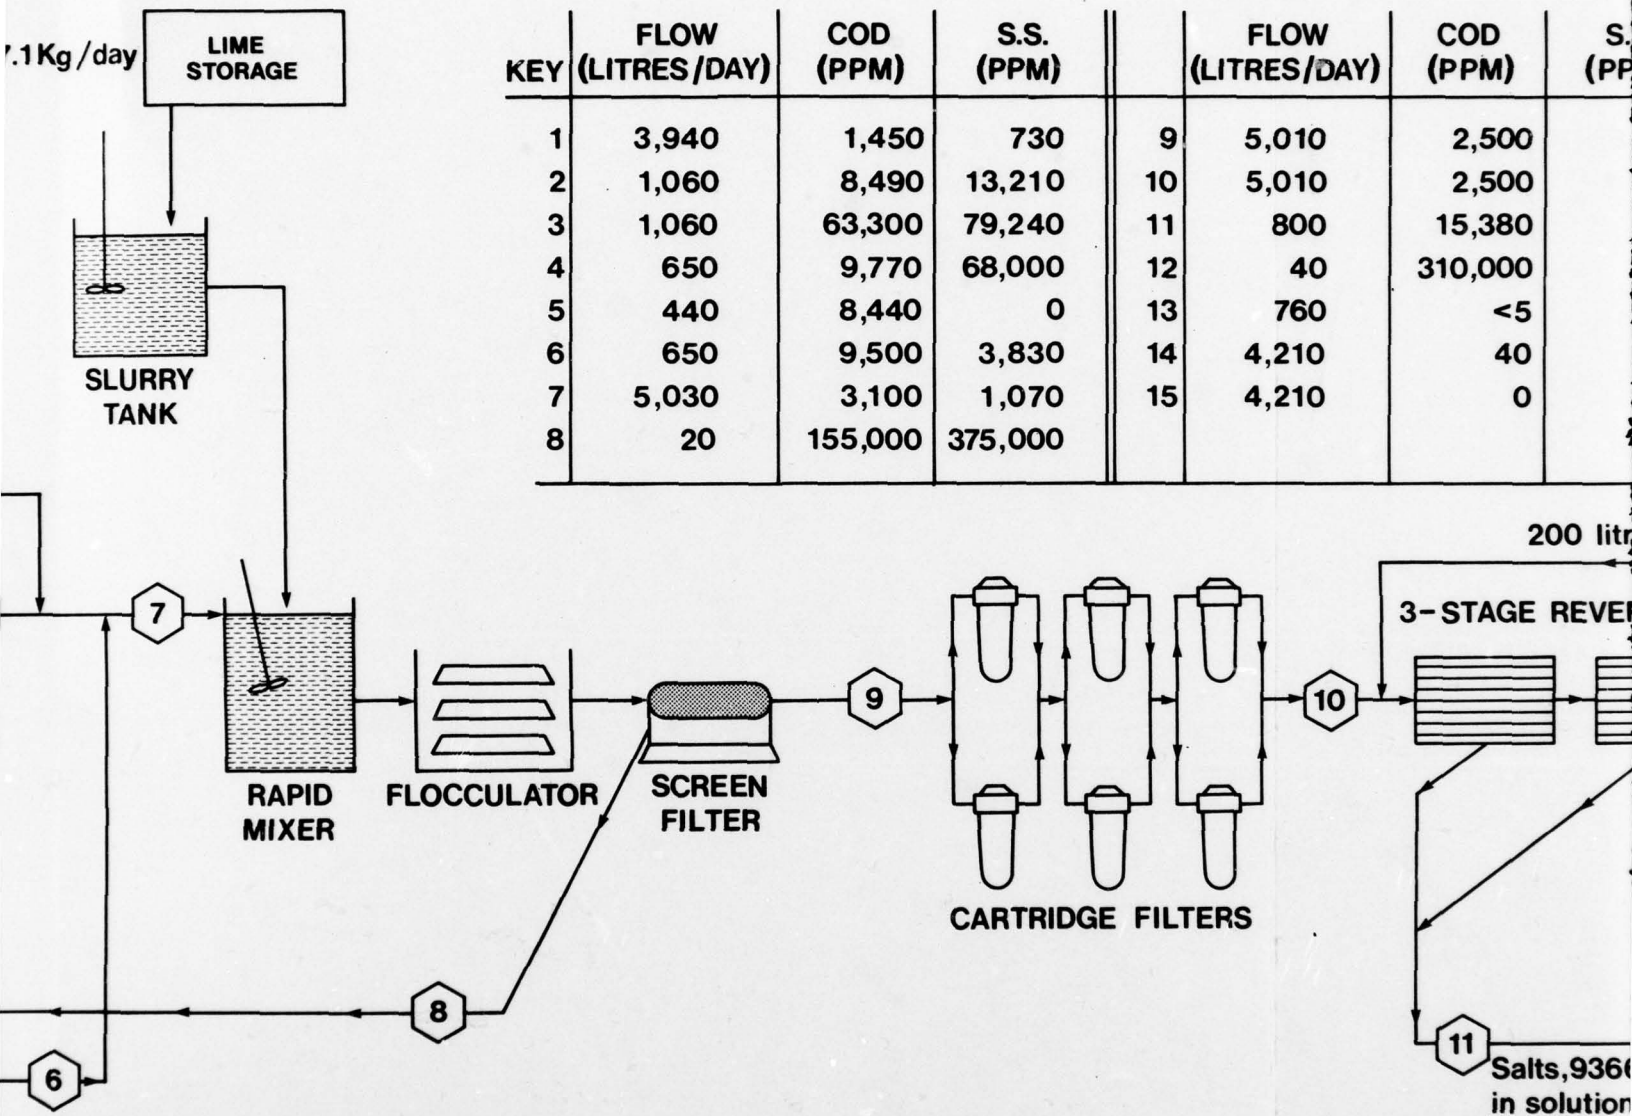 7.1Kg/day
LIME
STORAGE
SLURRY
TANK
KEY FLOW (LITRES/DAY) COD (PPM) S.S. (PPM) FLOW (LITRES/DAY) COD (PPM)
1 3,940 1,450 730 9 5,010 2,500
2 1,060 8,490 13,210 10 5,010 2,500
3 1,060 63,300 79,240 11 800 15,380
4 650 9,770 68,000 12 40 310,000
5 440 8,440 0 13 760 <5
6 650 9,500 3,830 14 4,210 40
7 5,030 3,100 1,070 15 4,210 0
8 20 155,000 375,000
200
3-STAGE
7
9
10
RAPID
MIXER
FLOCCULATOR
SCREEN
FILTER
CARTRIDGE FILTERS
8
6
11
Salts,
in solution